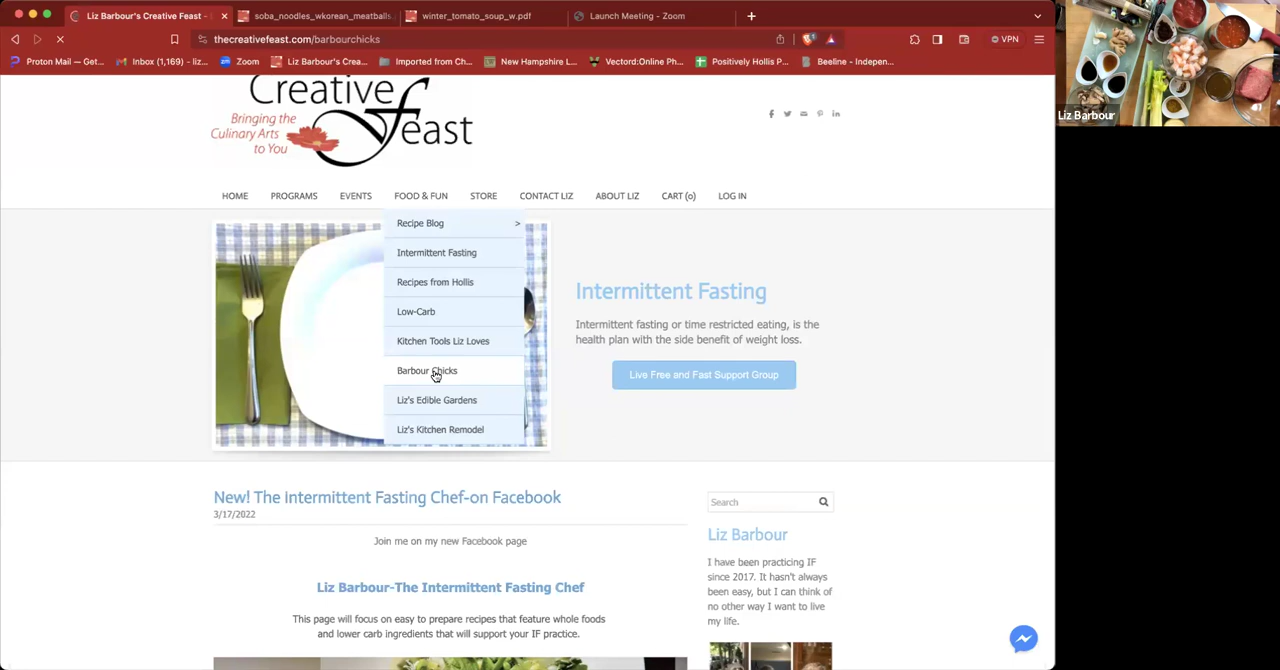 Liz Barbour's Creative Feast -
soba_noodles_wkorean_meatballs.
winter_tomato_soup_w.pdf
Launch Meeting - Zoom
thecreativefeast.com/barbourchicks
VPN
Proton Mail — Get...
Inbox (1,169) - liz...
Zoom
Liz Barbour's Crea...
Imported from Ch...
New Hampshire L...
Vectord:Online Ph...
Positively Hollis P...
Beeline - Indepen...
Liz Barbour
Creative
Feast
Bringing the
Culinary Arts
to You
HOME PROGRAMS EVENTS FOOD & FUN STORE CONTACT LIZ ABOUT LIZ CART (0) LOG IN
Recipe Blog >
Intermittent Fasting
Recipes from Hollis
Low-Carb
Kitchen Tools Liz Loves
Barbour Chicks
Liz's Edible Gardens
Liz's Kitchen Remodel
Intermittent Fasting
Intermittent fasting or time restricted eating, is the
health plan with the side benefit of weight loss.
Live Free and Fast Support Group
New! The Intermittent Fasting Chef-on Facebook
3/17/2022
Join me on my new Facebook page
Liz Barbour-The Intermittent Fasting Chef
This page will focus on easy to prepare recipes that feature whole foods
and lower carb ingredients that will support your IF practice.
Search
Liz Barbour
I have been practicing IF
since 2017. It hasn't always
been easy, but I can think of
no other way I want to live
my life.